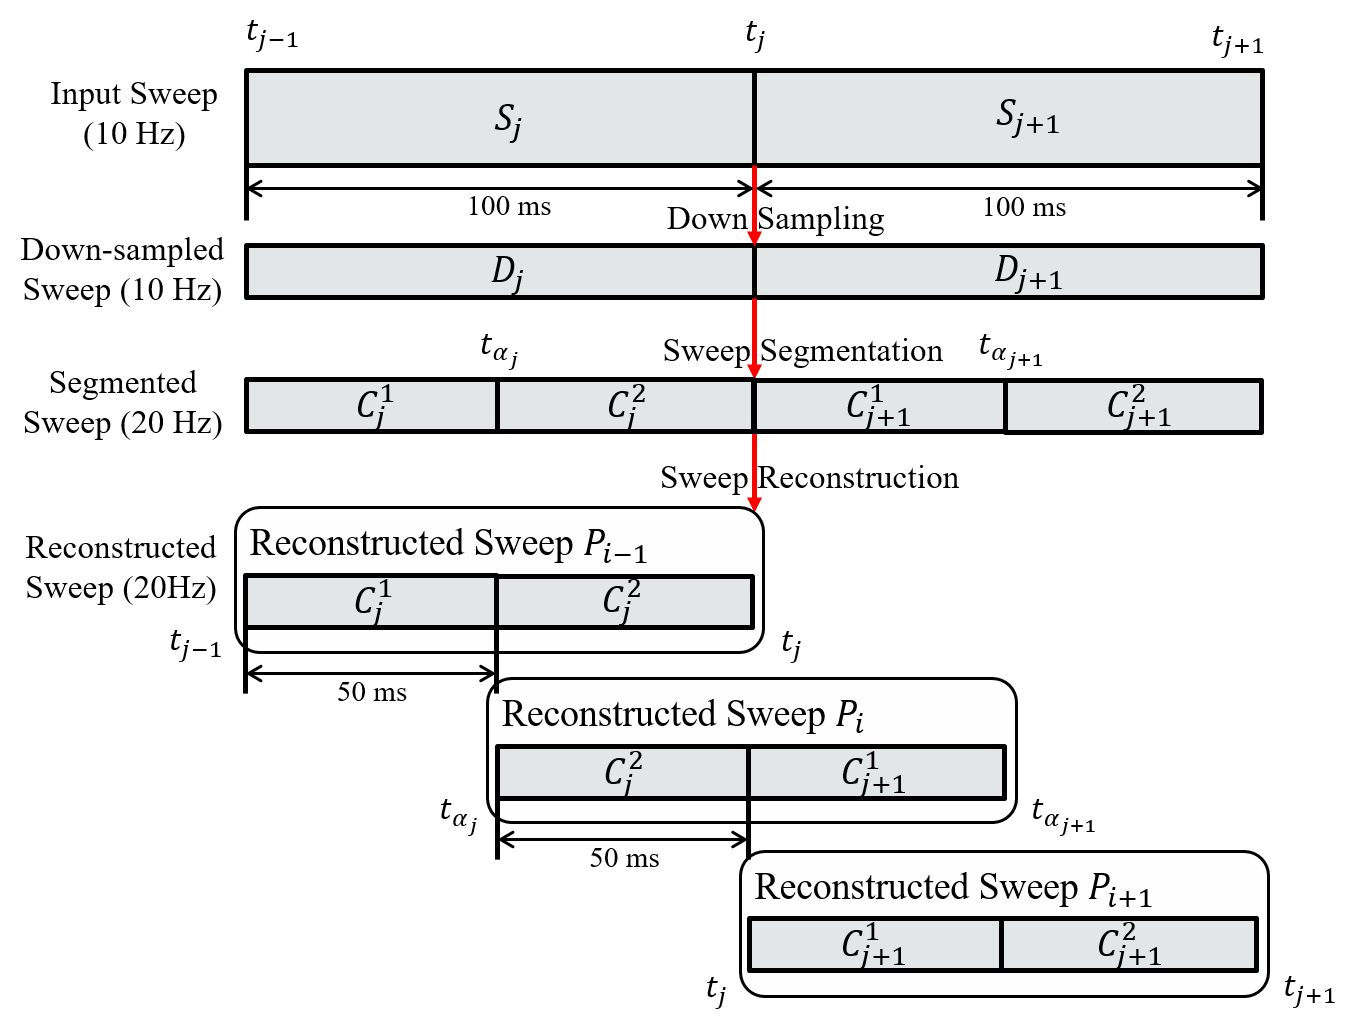 t_{j−1} t_j t_{j+1}
Input Sweep
(10 Hz)
S_j S_{j+1}
100 ms 100 ms
Down Sampling
Down-sampled
Sweep (10 Hz)
D_j D_{j+1}
t_{α_j} Sweep Segmentation t_{α_{j+1}}
Segmented
Sweep (20 Hz)
C_j^1 C_j^2 C_{j+1}^1 C_{j+1}^2
Sweep Reconstruction
Reconstructed
Sweep (20Hz)
Reconstructed Sweep P_{i−1}
C_j^1 C_j^2
t_{j−1} t_j
50 ms
Reconstructed Sweep P_i
C_j^2 C_{j+1}^1
t_{α_j} t_{α_{j+1}}
50 ms
Reconstructed Sweep P_{i+1}
C_{j+1}^1 C_{j+1}^2
t_j t_{j+1}